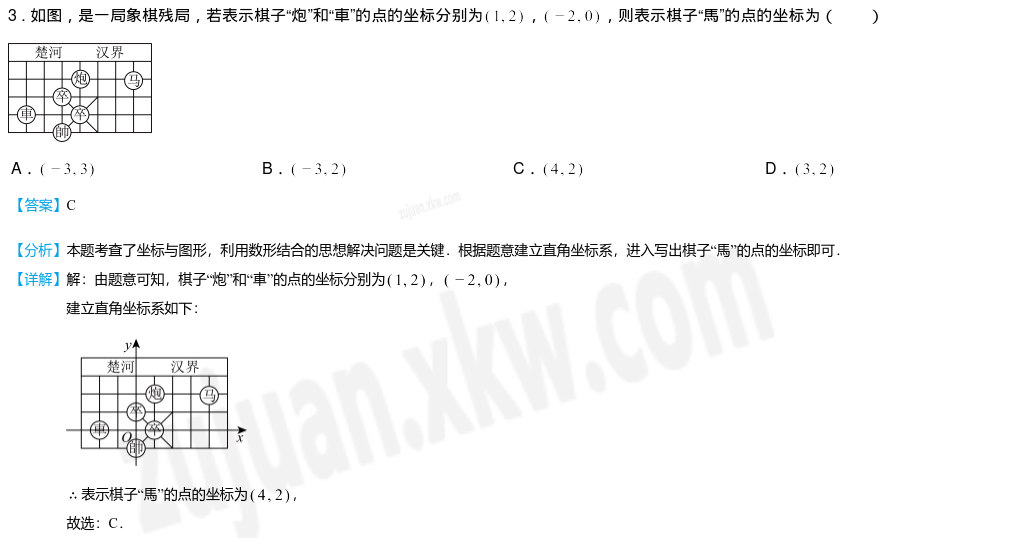 3．如图，是一局象棋残局，若表示棋子“炮”和“車”的点的坐标分别为(1,2)，(－2,0)，则表示棋子“馬”的点的坐标为（　　）
楚河　汉界
炮　马
卒
車　卒
帥
A．(－3,3)　B．(－3,2)　C．(4,2)　D．(3,2)
【答案】C
zujuan.xkw.com
【分析】本题考查了坐标与图形，利用数形结合的思想解决问题是关键．根据题意建立直角坐标系，进入写出棋子“馬”的点的坐标即可．
【详解】解：由题意可知，棋子“炮”和“車”的点的坐标分别为(1,2)，(－2,0)，
建立直角坐标系如下：
y
楚河　汉界
炮　马
卒
車　O　卒　x
帥
∴表示棋子“馬”的点的坐标为(4,2)，
故选：C．
zujuan.xkw.com